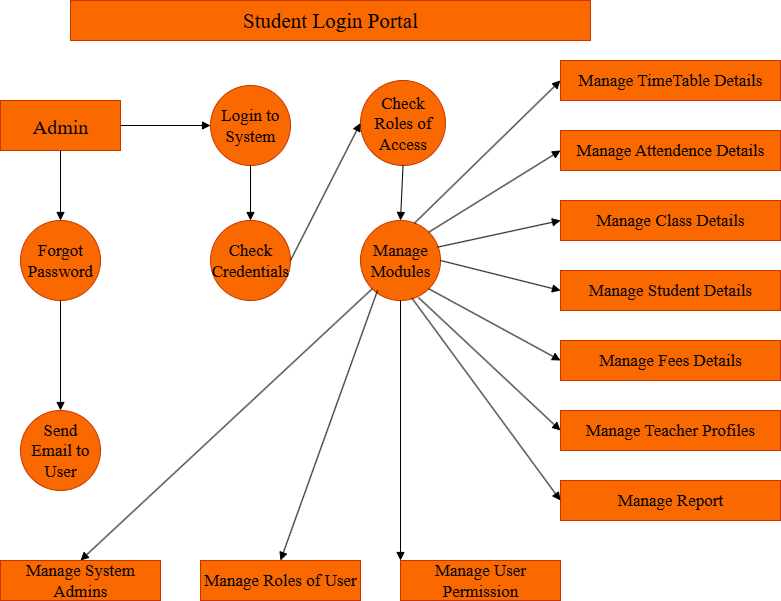 Student Login Portal
Admin
Login to
System
Check
Roles of
Access
Manage TimeTable Details
Manage Attendence Details
Manage Class Details
Forgot
Password
Check
Credentials
Manage
Modules
Manage Student Details
Manage Fees Details
Manage Teacher Profiles
Send
Email to
User
Manage Report
Manage System
Admins
Manage Roles of User
Manage User
Permission